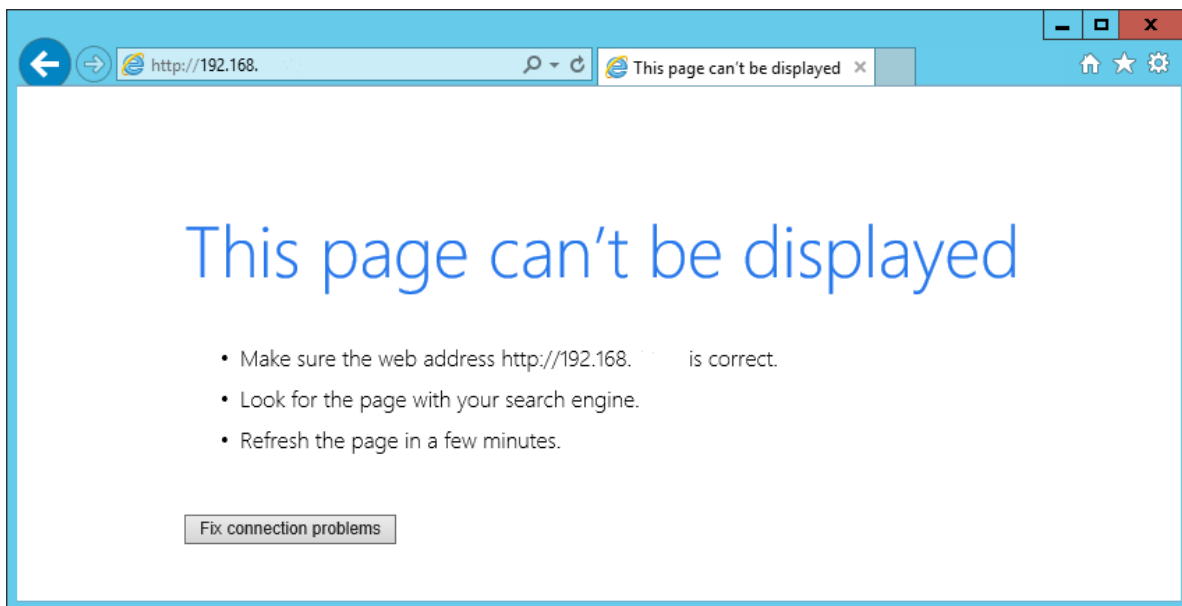 http://192.168.
This page can't be displayed
This page can't be displayed
• Make sure the web address http://192.168. is correct.
• Look for the page with your search engine.
• Refresh the page in a few minutes.
Fix connection problems